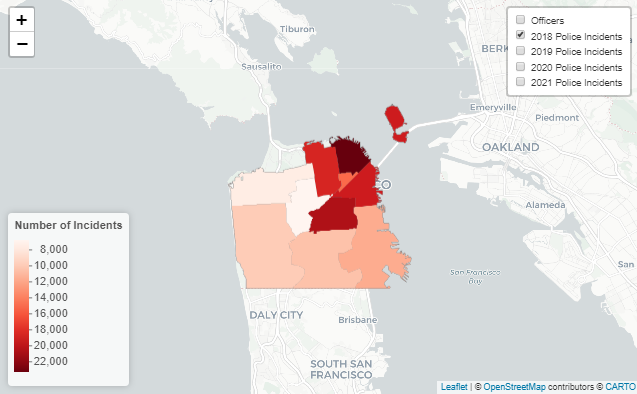 +
−
Tiburon
Sausalito
BERK
Officers
2018 Police Incidents
2019 Police Incidents
2020 Police Incidents
2021 Police Incidents
Emeryville
Piedmont
OAKLAND
CO
Alameda
San
San Francisco
Bay
Number of Incidents
8,000
10,000
12,000
14,000
16,000
18,000
20,000
22,000
DALY CITY
Brisbane
SOUTH SAN
FRANCISCO
Leaflet | © OpenStreetMap contributors © CARTO